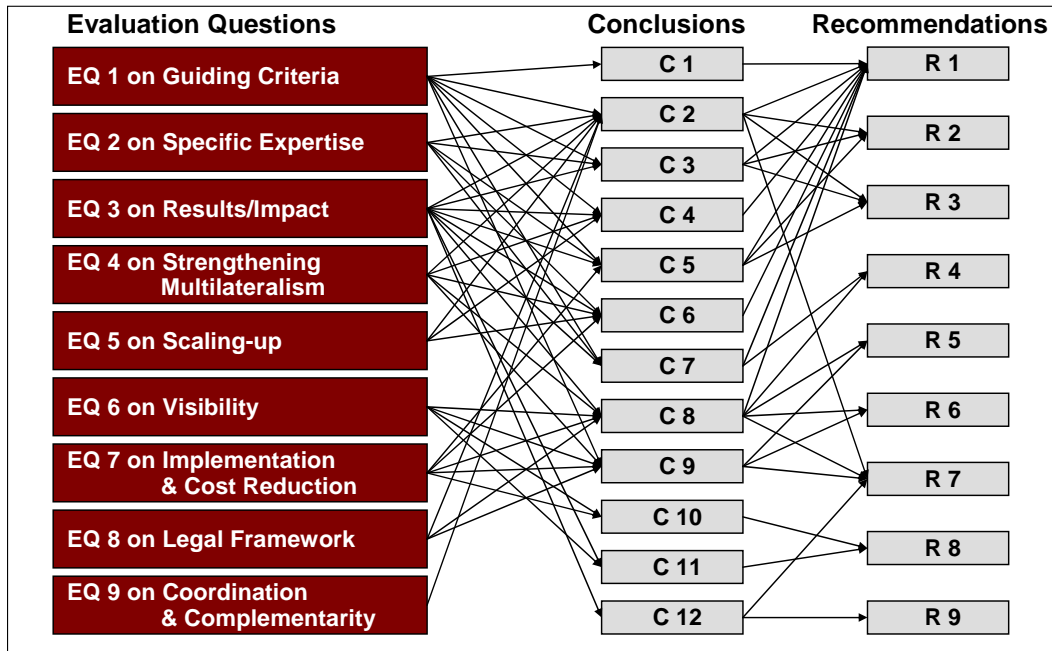 Evaluation Questions
Conclusions
Recommendations
EQ 1 on Guiding Criteria
EQ 2 on Specific Expertise
EQ 3 on Results/Impact
EQ 4 on Strengthening
Multilateralism
EQ 5 on Scaling-up
EQ 6 on Visibility
EQ 7 on Implementation
& Cost Reduction
EQ 8 on Legal Framework
EQ 9 on Coordination
& Complementarity
C 1
C 2
C 3
C 4
C 5
C 6
C 7
C 8
C 9
C 10
C 11
C 12
R 1
R 2
R 3
R 4
R 5
R 6
R 7
R 8
R 9